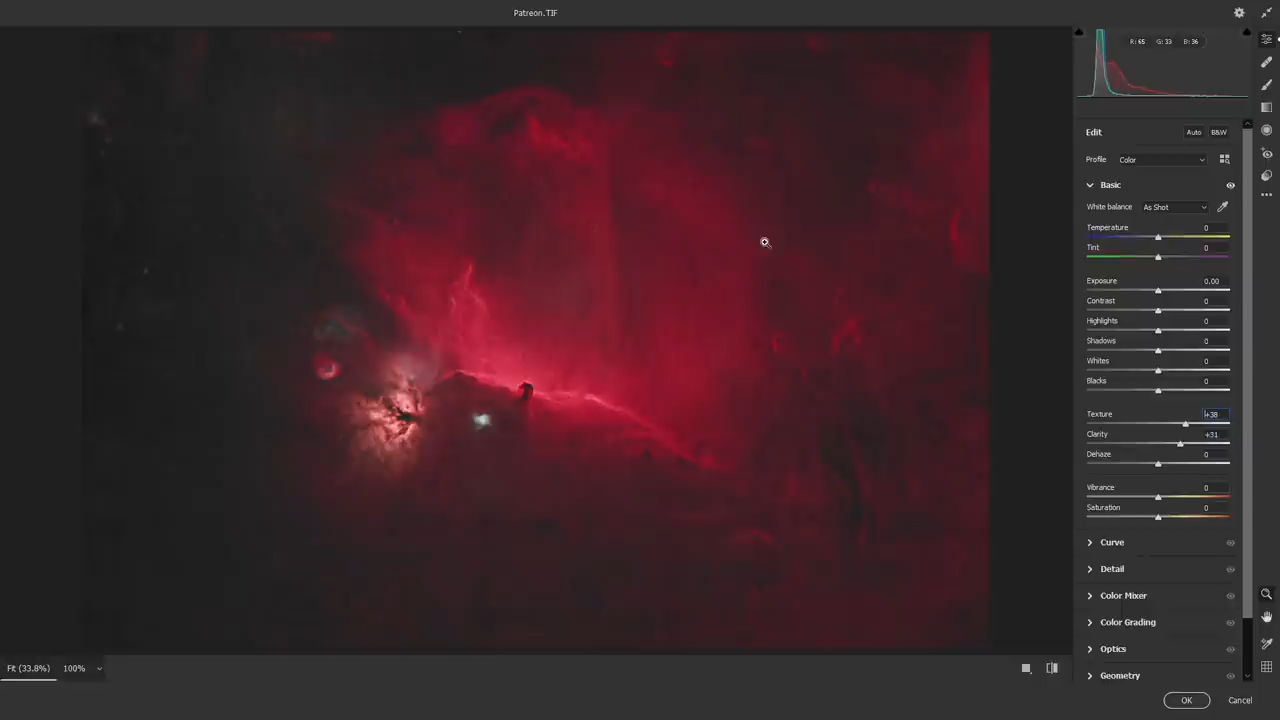 Patreon.TIF
R: 65 G: 33 B: 36
Edit Auto B&W
Profile Color
Basic
White balance As Shot
Temperature 0
Tint 0
Exposure 0.00
Contrast 0
Highlights 0
Shadows 0
Whites 0
Blacks 0
Texture +38
Clarity +31
Dehaze 0
Vibrance 0
Saturation 0
Curve
Detail
Color Mixer
Color Grading
Optics
Geometry
Fit (33.8%) 100%
OK Cancel